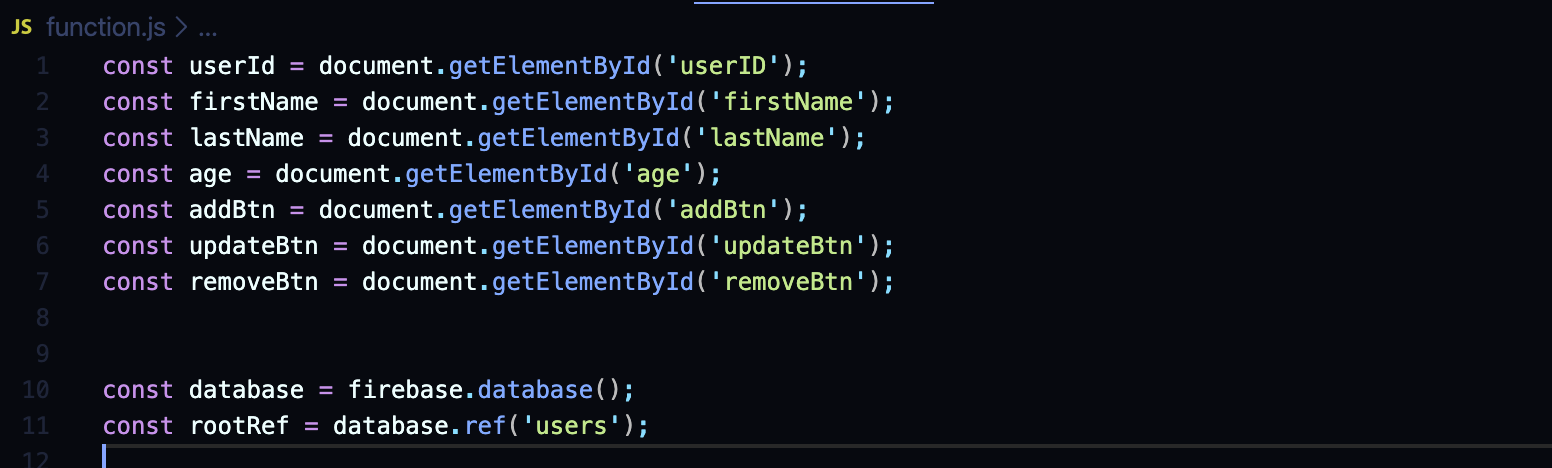 JS function.js > ...
1 const userId = document.getElementById('userID');
2 const firstName = document.getElementById('firstName');
3 const lastName = document.getElementById('lastName');
4 const age = document.getElementById('age');
5 const addBtn = document.getElementById('addBtn');
6 const updateBtn = document.getElementById('updateBtn');
7 const removeBtn = document.getElementById('removeBtn');
8
9
10 const database = firebase.database();
11 const rootRef = database.ref('users');
12